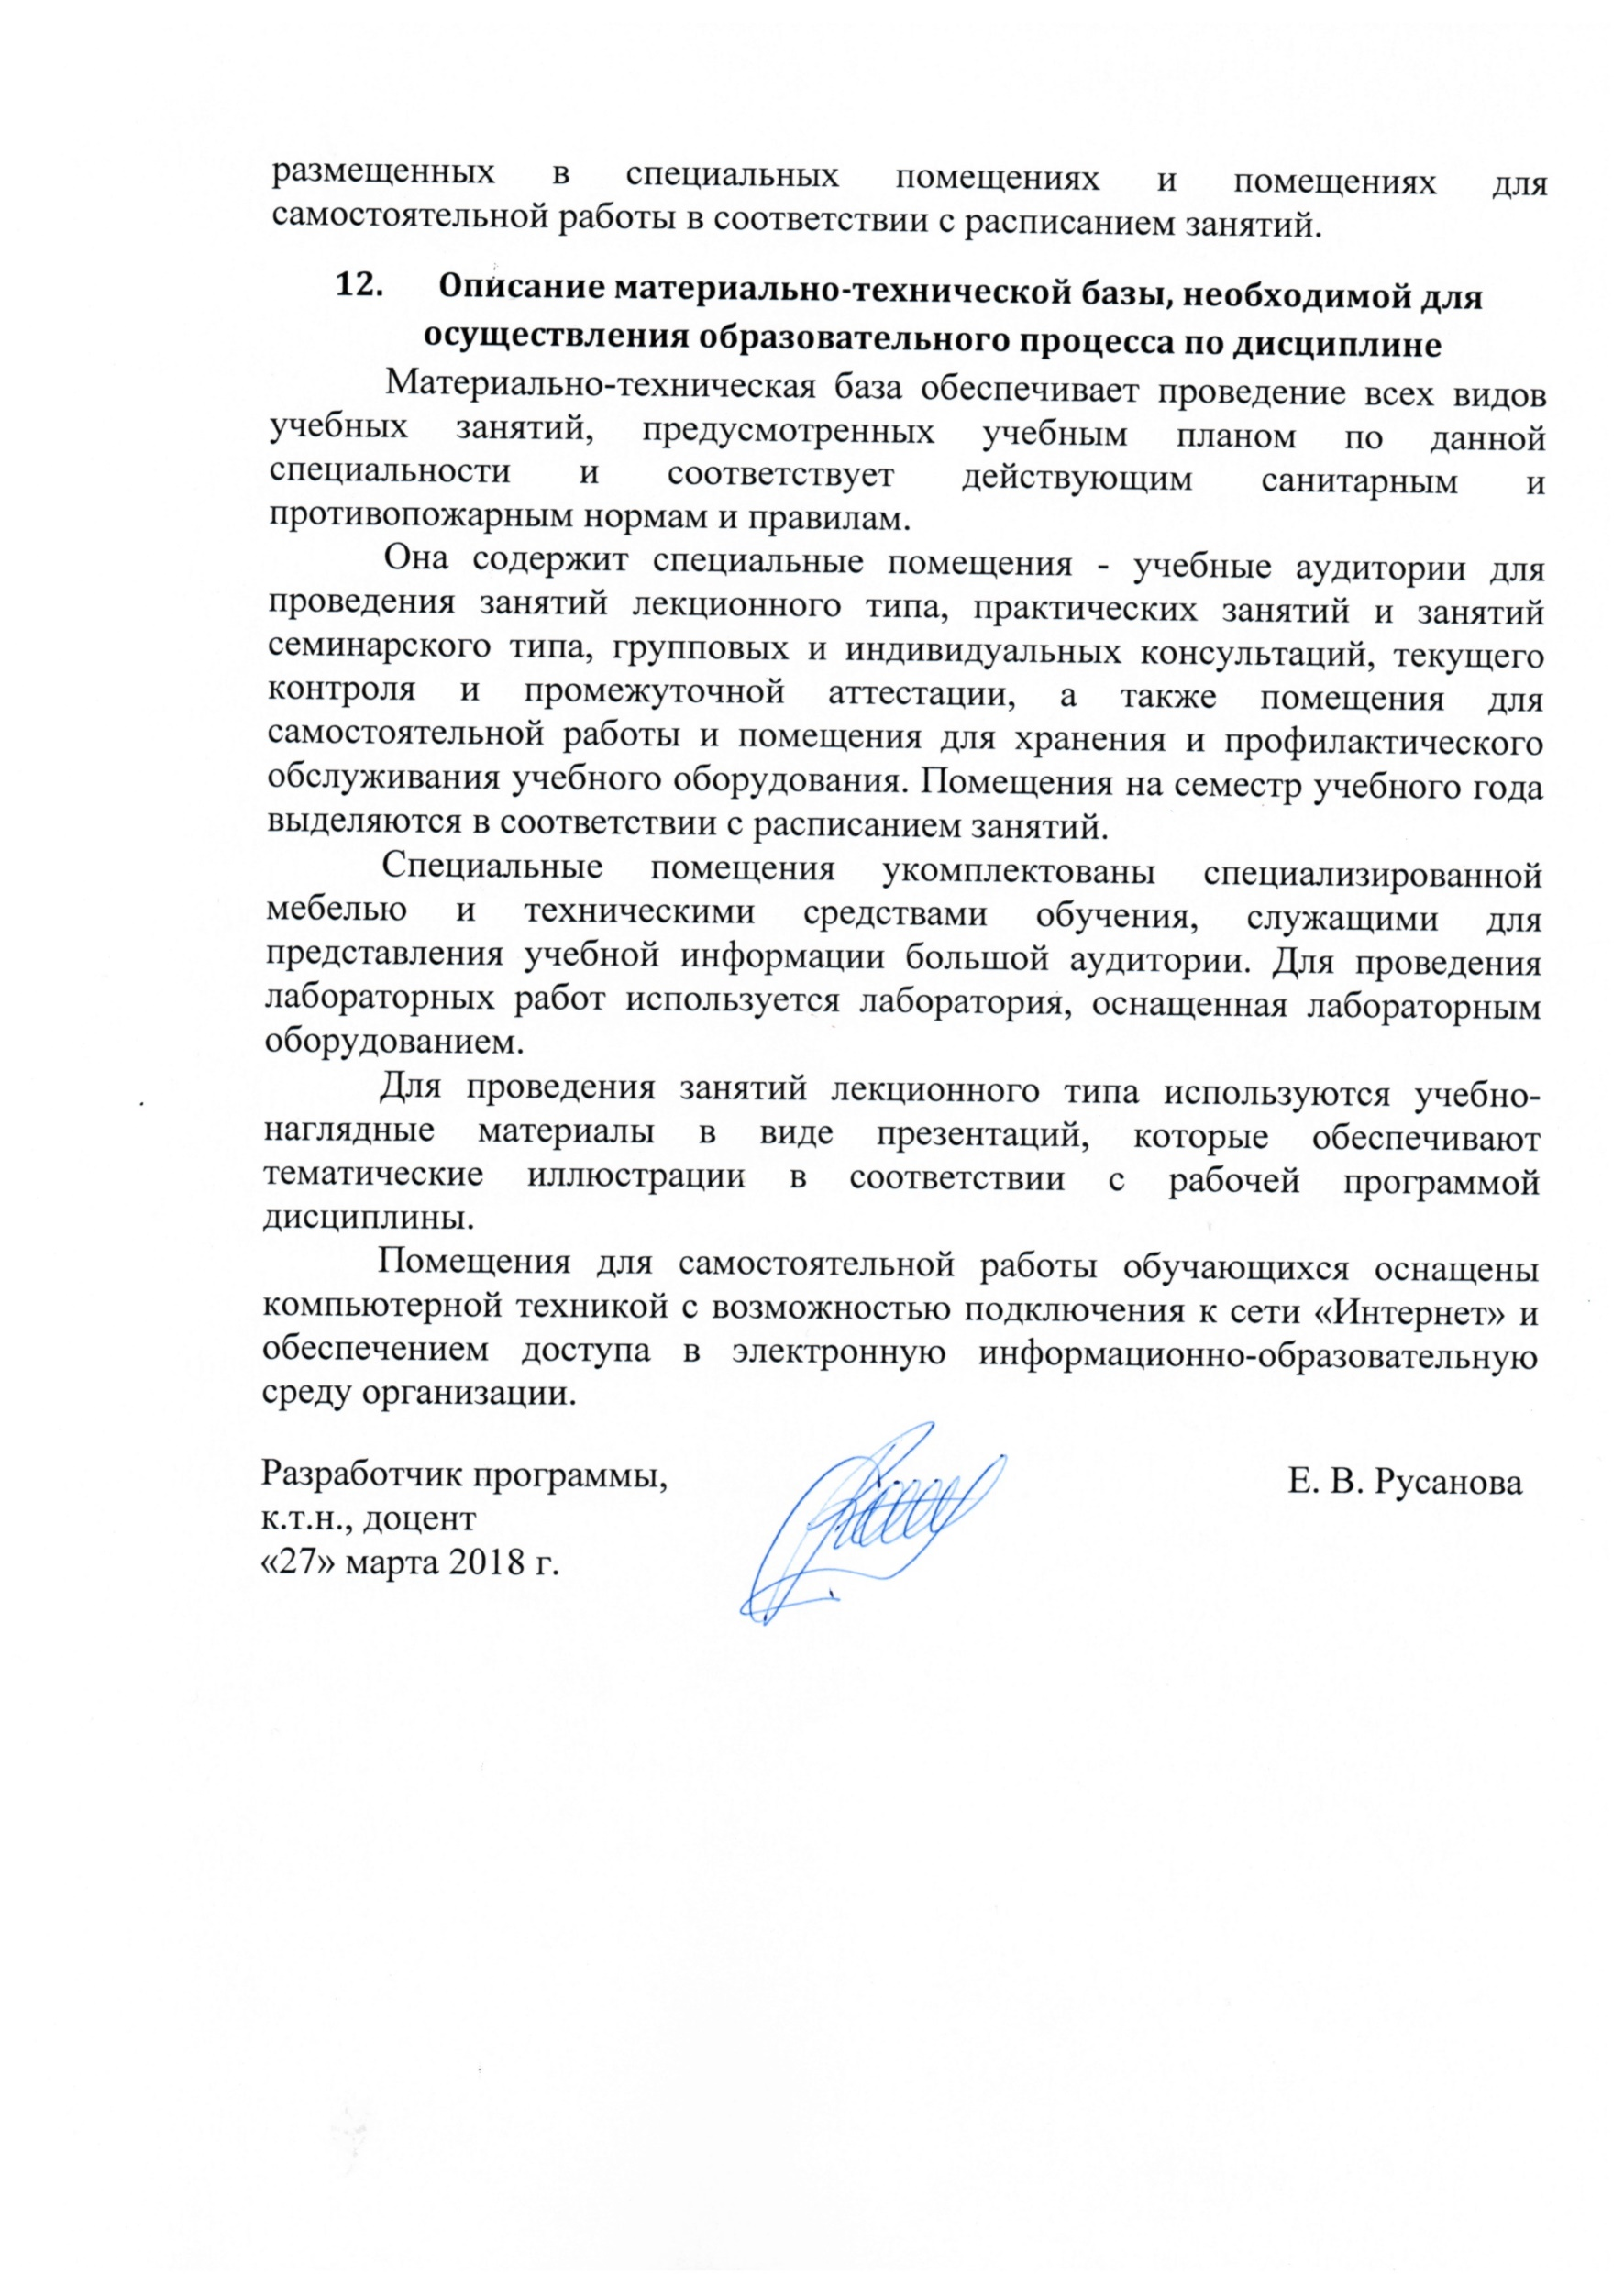 размещенных в специальных помещениях и помещениях для
самостоятельной работы в соответствии с расписанием занятий.
12. Описание материально-технической базы, необходимой для
осуществления образовательного процесса по дисциплине
Материально-техническая база обеспечивает проведение всех видов
учебных занятий, предусмотренных учебным планом по данной
специальности и соответствует действующим санитарным и
противопожарным нормам и правилам.
Она содержит специальные помещения - учебные аудитории для
проведения занятий лекционного типа, практических занятий и занятий
семинарского типа, групповых и индивидуальных консультаций, текущего
контроля и промежуточной аттестации, а также помещения для
самостоятельной работы и помещения для хранения и профилактического
обслуживания учебного оборудования. Помещения на семестр учебного года
выделяются в соответствии с расписанием занятий.
Специальные помещения укомплектованы специализированной
мебелью и техническими средствами обучения, служащими для
представления учебной информации большой аудитории. Для проведения
лабораторных работ используется лаборатория, оснащенная лабораторным
оборудованием.
Для проведения занятий лекционного типа используются учебно-
наглядные материалы в виде презентаций, которые обеспечивают
тематические иллюстрации в соответствии с рабочей программой
дисциплины.
Помещения для самостоятельной работы обучающихся оснащены
компьютерной техникой с возможностью подключения к сети «Интернет» и
обеспечением доступа в электронную информационно-образовательную
среду организации.
Разработчик программы, Е. В. Русанова
к.т.н., доцент
«27» марта 2018 г.